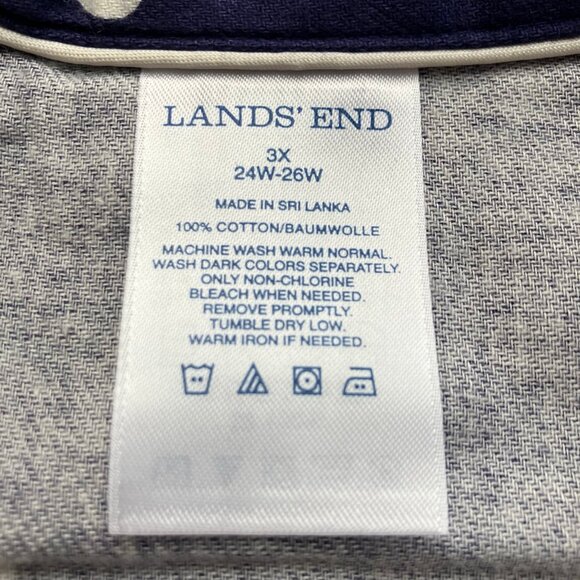 LANDS' END
3X
24W-26W
MADE IN SRI LANKA
100% COTTON/BAUMWOLLE
MACHINE WASH WARM NORMAL.
WASH DARK COLORS SEPARATELY.
ONLY NON-CHLORINE
BLEACH WHEN NEEDED.
REMOVE PROMPTLY.
TUMBLE DRY LOW.
WARM IRON IF NEEDED.